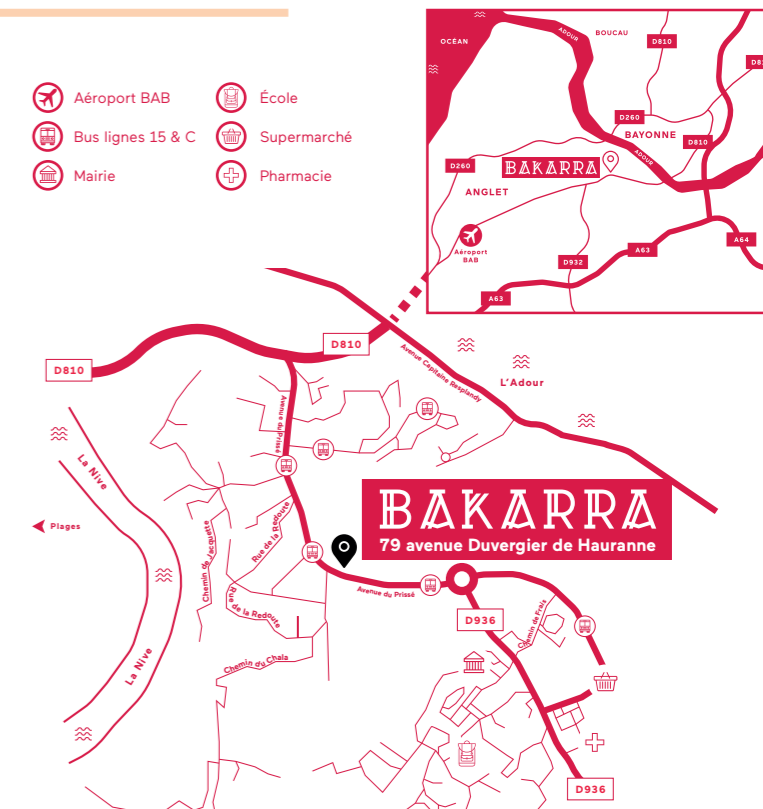 Aéroport BAB
Bus lignes 15 & C
Mairie
École
Supermarché
Pharmacie
OCÉAN
ADOUR
BOUCAU
D810
D81
D260
BAYONNE
D810
ADOUR
D260
BAKARRA
ANGLET
Aéroport
BAB
D932
A63
A64
A63
D810
D810
Avenue Capitaine Resplandy
L'Adour
Avenue du Prissé
La Nive
Plages
BAKARRA
79 avenue Duvergier de Hauranne
Chemin de Jacquette
Rue de la Redoute
Avenue du Prissé
Rue
de la Redoute
D936
Chemin de Frais
La Nive
Chemin du Chala
D936